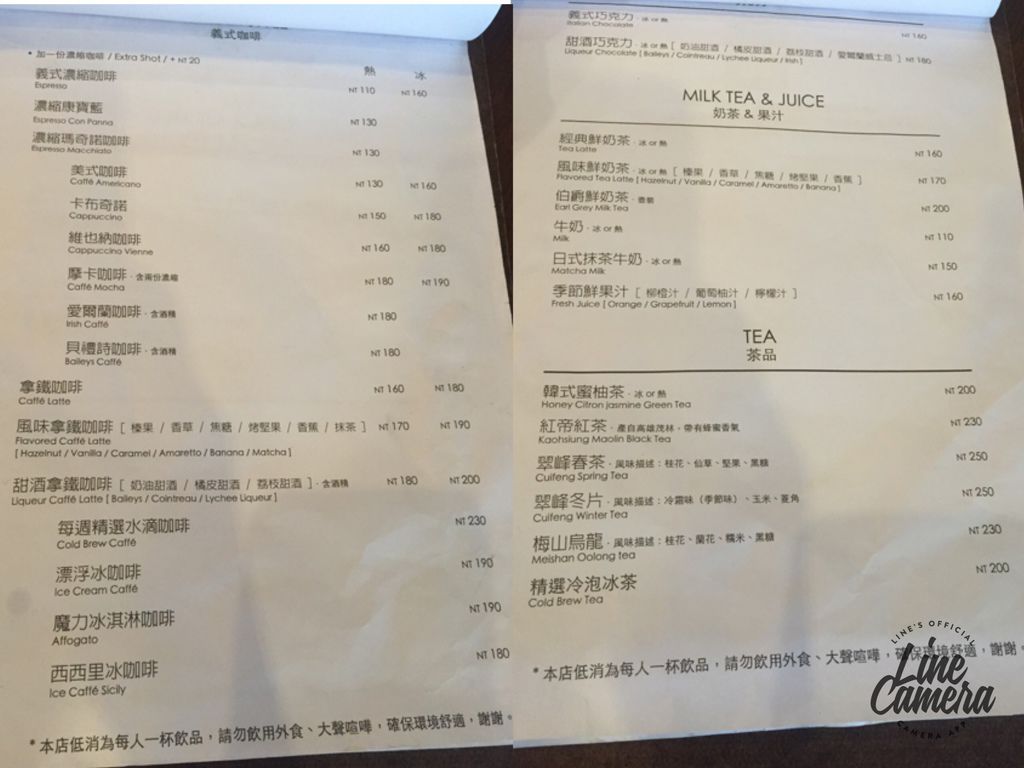 義式咖啡
* 加一份濃縮咖啡 / Extra Shot / + NT 20
熱 冰
義式濃縮咖啡 NT 110 NT 160
Espresso
濃縮康寶藍 NT 130
Espresso Con Panna
濃縮瑪奇諾咖啡 NT 130
Espresso Macchiato
美式咖啡 NT 130 NT 160
Caffé Americana
卡布奇諾 NT 150 NT 180
Cappuccino
維也納咖啡 NT 160 NT 180
Cappuccino Vienne
摩卡咖啡 · 含兩份濃縮 NT 180 NT 190
Caffé Mocha
愛爾蘭咖啡 · 含酒精 NT 180
Irish Caffé
貝禮詩咖啡 · 含酒精 NT 180
Baileys Caffé
拿鐵咖啡 NT 160 NT 180
Caffé Latte
風味拿鐵咖啡 [ 榛果 / 香草 / 焦糖 / 烤堅果 / 香蕉 / 抹茶 ] NT 170 NT 190
Flavored Caffé Latte
[ Hazelnut / Vanilla / Caramel / Amaretto / Banana / Matcha ]
甜酒拿鐵咖啡 [ 奶油甜酒 / 橘皮甜酒 / 荔枝甜酒 ] · 含酒精 NT 180 NT 200
Liqueur Caffé Latte [ Baileys / Cointreau / Lychee Liqueur ]
每週精選水滴咖啡 NT 230
Cold Brew Caffé
漂浮冰咖啡 NT 190
Ice Cream Caffé
魔力冰淇淋咖啡 NT 190
Affogato
西西里冰咖啡 NT 180
Ice Caffé Sicily
* 本店低消為每人一杯飲品，請勿飲用外食、大聲喧嘩，確保環境舒適，謝謝。
義式巧克力 · 冰 or 熱 NT 160
Italian Chocolate
甜酒巧克力 · 冰 or 熱 [ 奶油甜酒 / 橘皮甜酒 / 荔枝甜酒 / 愛爾蘭威士忌 ] NT 180
Liqueur Chocolate [ Baileys / Cointreau / Lychee Liqueur / Irish ]
MILK TEA & JUICE
奶茶 & 果汁
經典鮮奶茶 · 冰 or 熱 NT 160
Tea Latte
風味鮮奶茶 · 冰 or 熱 [ 榛果 / 香草 / 焦糖 / 烤堅果 / 香蕉 ] NT 170
Flavored Tea Latte [ Hazelnut / Vanilla / Caramel / Amaretto / Banana ]
伯爵鮮奶茶 · 壺裝 NT 200
Earl Grey Milk Tea
牛奶 · 冰 or 熱 NT 110
Milk
日式抹茶牛奶 · 冰 or 熱 NT 150
Matcha Milk
季節鮮果汁 [ 柳橙汁 / 葡萄柚汁 / 檸檬汁 ] NT 160
Fresh Juice [ Orange / Grapefruit / Lemon ]
TEA
茶品
韓式蜜柚茶 · 冰 or 熱 NT 200
Honey Citron jasmine Green Tea
紅帝紅茶 · 產自高雄茂林，帶有蜂蜜香氣 NT 230
Kaohsiung Maolin Black Tea
翠峰春茶 · 風味描述：桂花、仙草、堅果、黑糖 NT 250
Cuifeng Spring Tea
翠峰冬片 · 風味描述：冷霜味（季節味）、玉米、菱角 NT 250
Cuifeng Winter Tea
梅山烏龍 · 風味描述：桂花、蘭花、糯米、黑糖 NT 230
Meishan Oolong tea
精選冷泡冰茶 NT 200
Cold Brew Tea
* 本店低消為每人一杯飲品，請勿飲用外食、大聲喧嘩，確保環境舒適，謝謝。
LINE'S OFFICIAL
Line
Camera
CAMERA APP